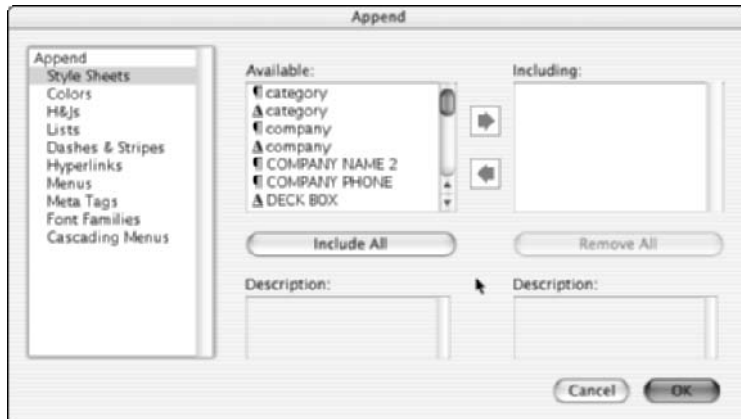 Append
Append
Style Sheets
Colors
H&Js
Lists
Dashes & Stripes
Hyperlinks
Menus
Meta Tags
Font Families
Cascading Menus
Available:
¶ category
A category
¶ company
A company
¶ COMPANY NAME 2
¶ COMPANY PHONE
A DECK BOX
Include All
Description:
Including:
Remove All
Description:
Cancel
OK